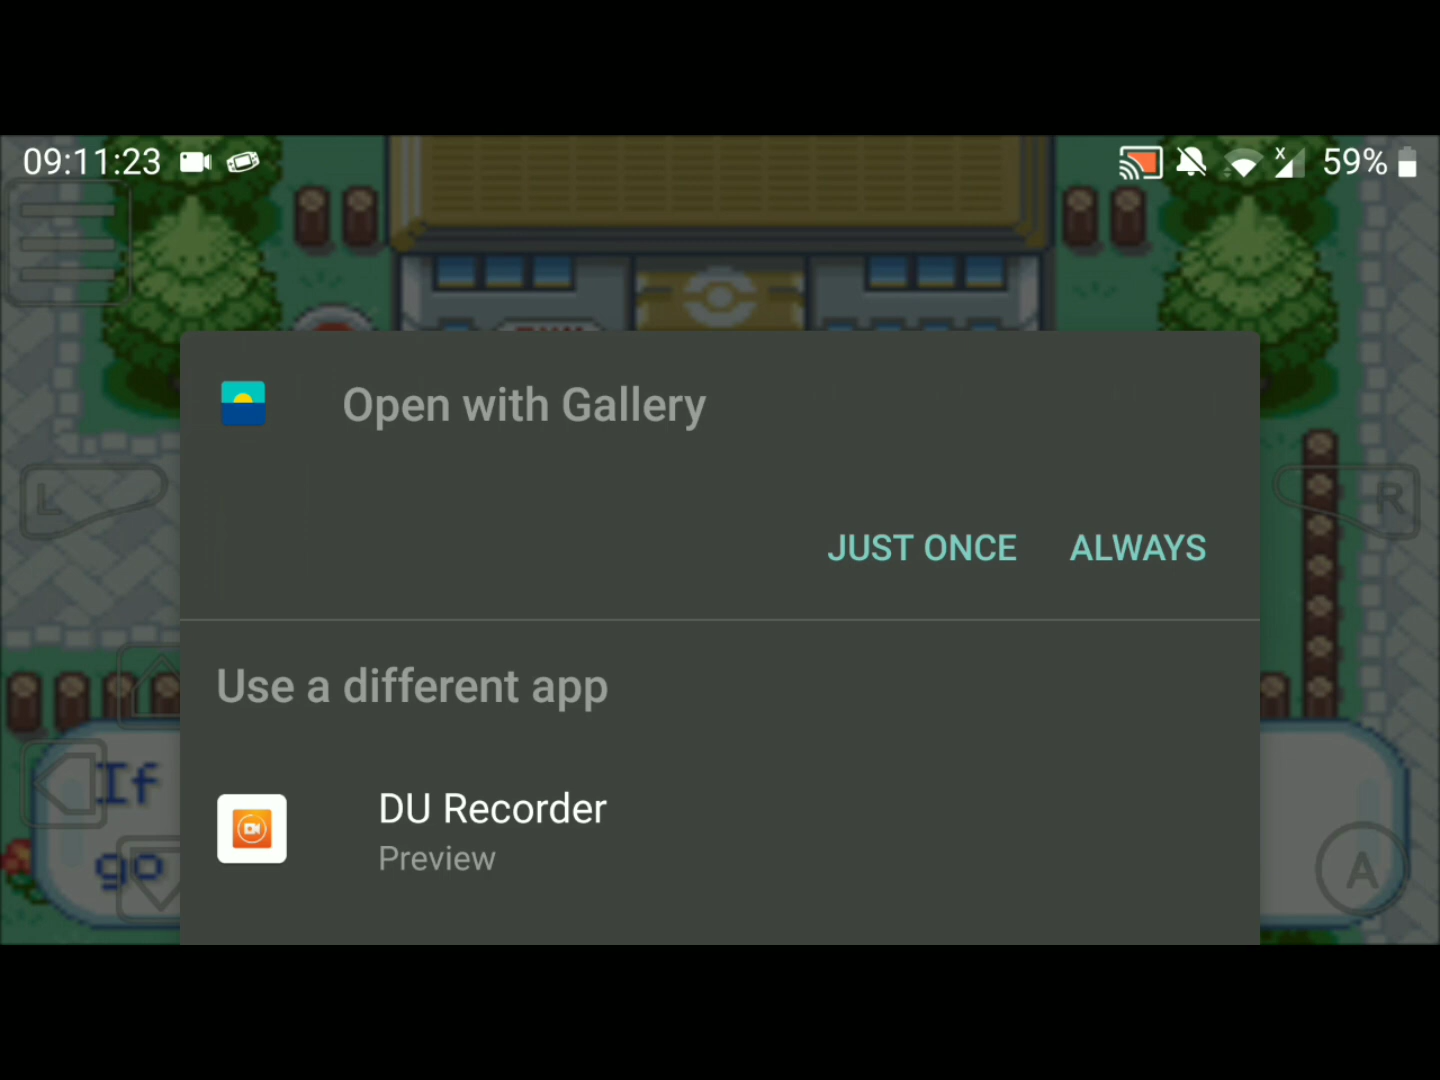 09:11:23
59%
Open with Gallery
JUST ONCE
ALWAYS
Use a different app
DU Recorder
Preview
L
R
If
go
A